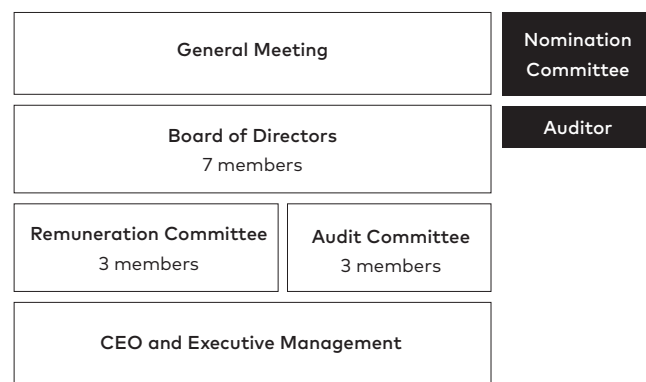 General Meeting
Nomination
Committee
Board of Directors
7 members
Auditor
Remuneration Committee
3 members
Audit Committee
3 members
CEO and Executive Management